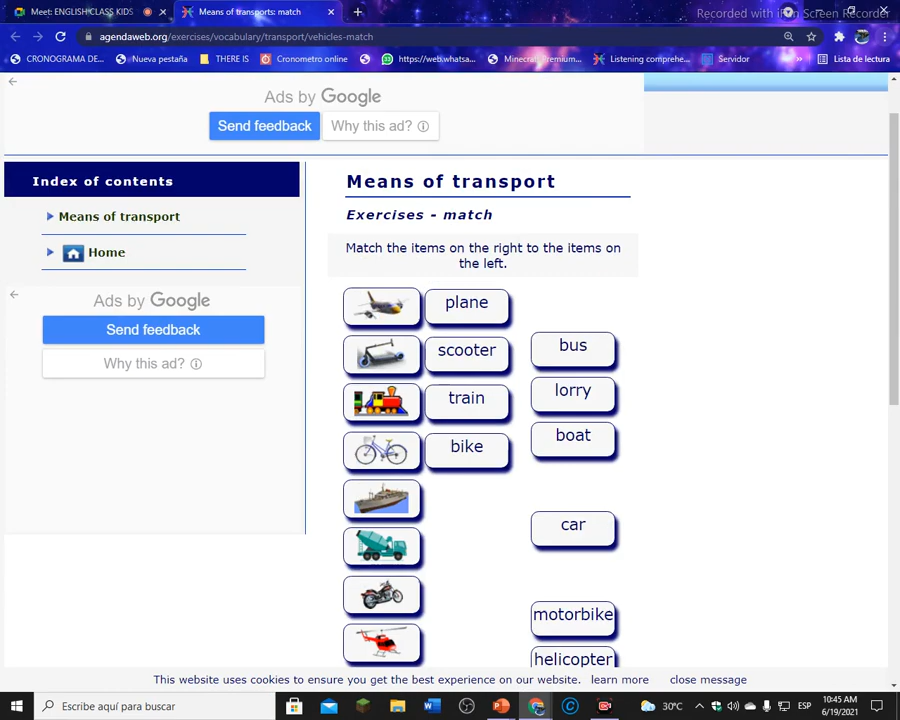 Meet: ENGLISH CLASS KIDS
Means of transports: match
Recorded with iFun Screen Recorder
agendaweb.org/exercises/vocabulary/transport/vehicles-match
CRONOGRAMA DE...
Nueva pestaña
THERE IS
Cronometro online
https://web.whatsa...
Minecraft Premium...
Listening comprehe...
Servidor
»
Lista de lectura
Ads by Google
Send feedback
Why this ad?
Index of contents
Means of transport
Home
Ads by Google
Send feedback
Why this ad?
Means of transport
Exercises - match
Match the items on the right to the items on
the left.
plane
scooter
train
bike
bus
lorry
boat
car
motorbike
helicopter
This website uses cookies to ensure you get the best experience on our website.
learn more
close message
Escribe aquí para buscar
30°C
ESP
10:45 AM
6/19/2021